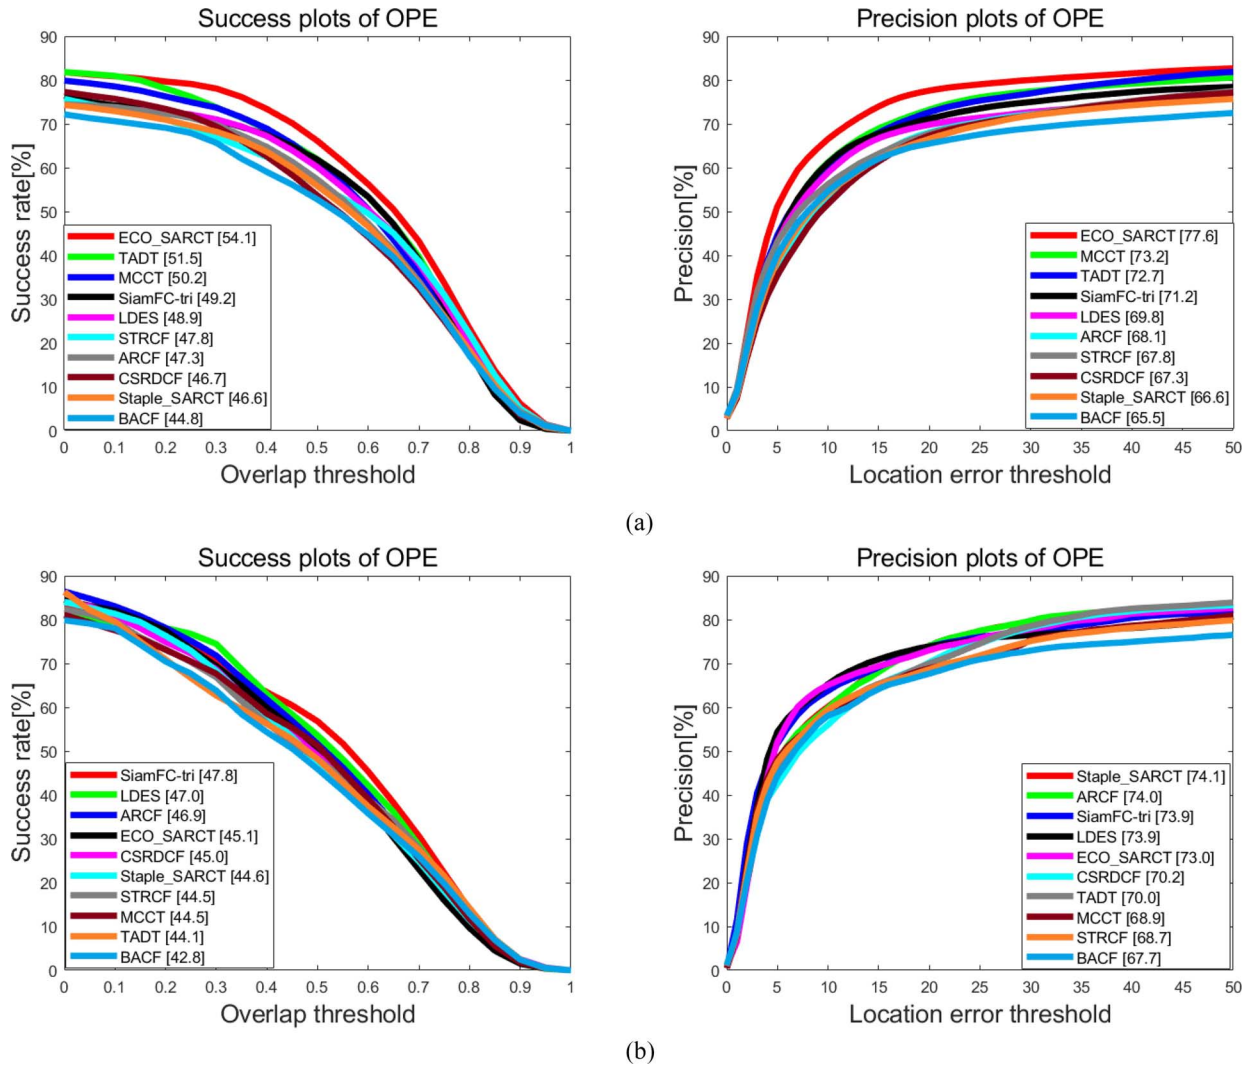 Success plots of OPE
90
80
70
60
50
40
30
20
10
0
Success rate[%]
ECO_SARCT [54.1]
TADT [51.5]
MCCT [50.2]
SiamFC-tri [49.2]
LDES [48.9]
STRCF [47.8]
ARCF [47.3]
CSRDCF [46.7]
Staple_SARCT [46.6]
BACF [44.8]
0 0.1 0.2 0.3 0.4 0.5 0.6 0.7 0.8 0.9 1
Overlap threshold
Precision plots of OPE
90
80
70
60
50
40
30
20
10
0
Precision[%]
ECO_SARCT [77.6]
MCCT [73.2]
TADT [72.7]
SiamFC-tri [71.2]
LDES [69.8]
ARCF [68.1]
STRCF [67.8]
CSRDCF [67.3]
Staple_SARCT [66.6]
BACF [65.5]
0 5 10 15 20 25 30 35 40 45 50
Location error threshold
(a)
Success plots of OPE
90
80
70
60
50
40
30
20
10
0
Success rate[%]
SiamFC-tri [47.8]
LDES [47.0]
ARCF [46.9]
ECO_SARCT [45.1]
CSRDCF [45.0]
Staple_SARCT [44.6]
STRCF [44.5]
MCCT [44.5]
TADT [44.1]
BACF [42.8]
0 0.1 0.2 0.3 0.4 0.5 0.6 0.7 0.8 0.9 1
Overlap threshold
Precision plots of OPE
90
80
70
60
50
40
30
20
10
0
Precision[%]
Staple_SARCT [74.1]
ARCF [74.0]
SiamFC-tri [73.9]
LDES [73.9]
ECO_SARCT [73.0]
CSRDCF [70.2]
TADT [70.0]
MCCT [68.9]
STRCF [68.7]
BACF [67.7]
0 5 10 15 20 25 30 35 40 45 50
Location error threshold
(b)